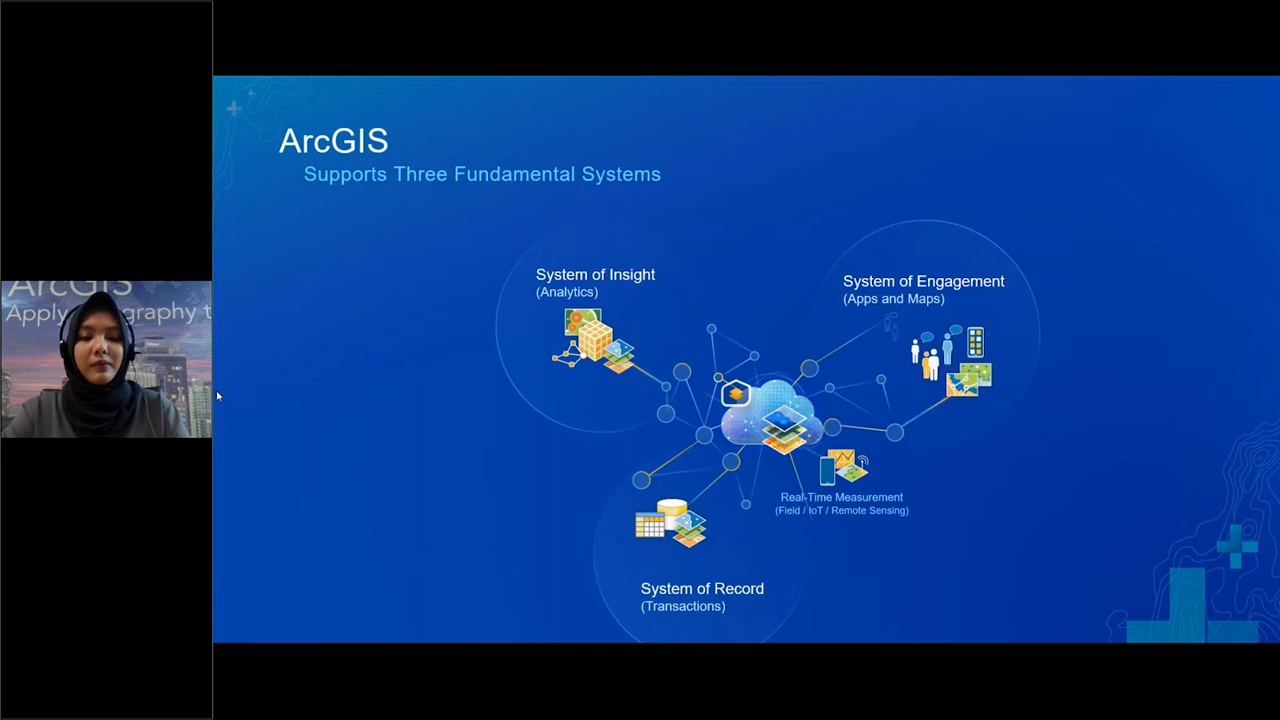 ArcGIS
Supports Three Fundamental Systems
System of Insight
(Analytics)
System of Engagement
(Apps and Maps)
Real-Time Measurement
(Field / IoT / Remote Sensing)
System of Record
(Transactions)
ArcGIS
Apply